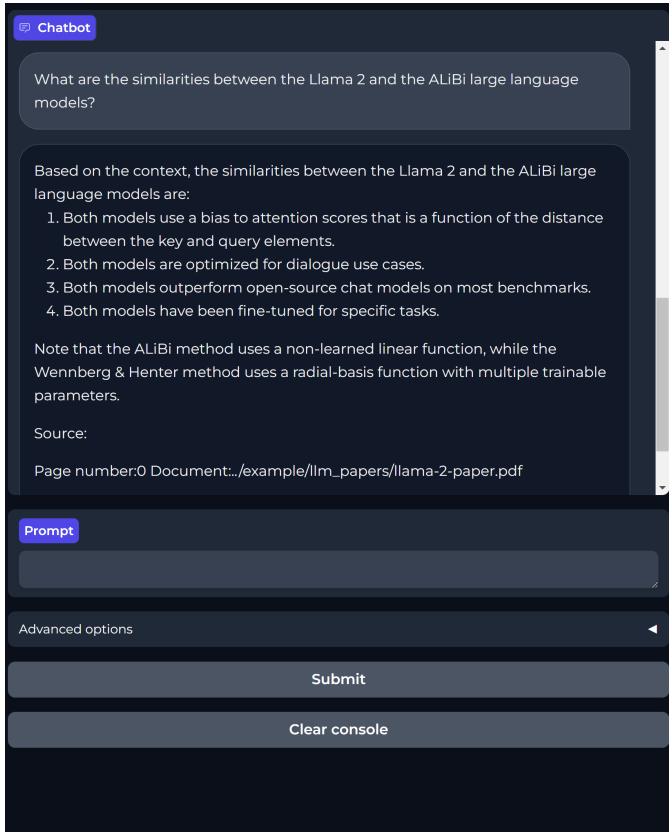 Chatbot
What are the similarities between the Llama 2 and the ALiBi large language
models?
Based on the context, the similarities between the Llama 2 and the ALiBi large
language models are:
1. Both models use a bias to attention scores that is a function of the distance
between the key and query elements.
2. Both models are optimized for dialogue use cases.
3. Both models outperform open-source chat models on most benchmarks.
4. Both models have been fine-tuned for specific tasks.
Note that the ALiBi method uses a non-learned linear function, while the
Wennberg & Henter method uses a radial-basis function with multiple trainable
parameters.
Source:
Page number:0 Document:../example/llm_papers/llama-2-paper.pdf
Prompt
Advanced options
Submit
Clear console